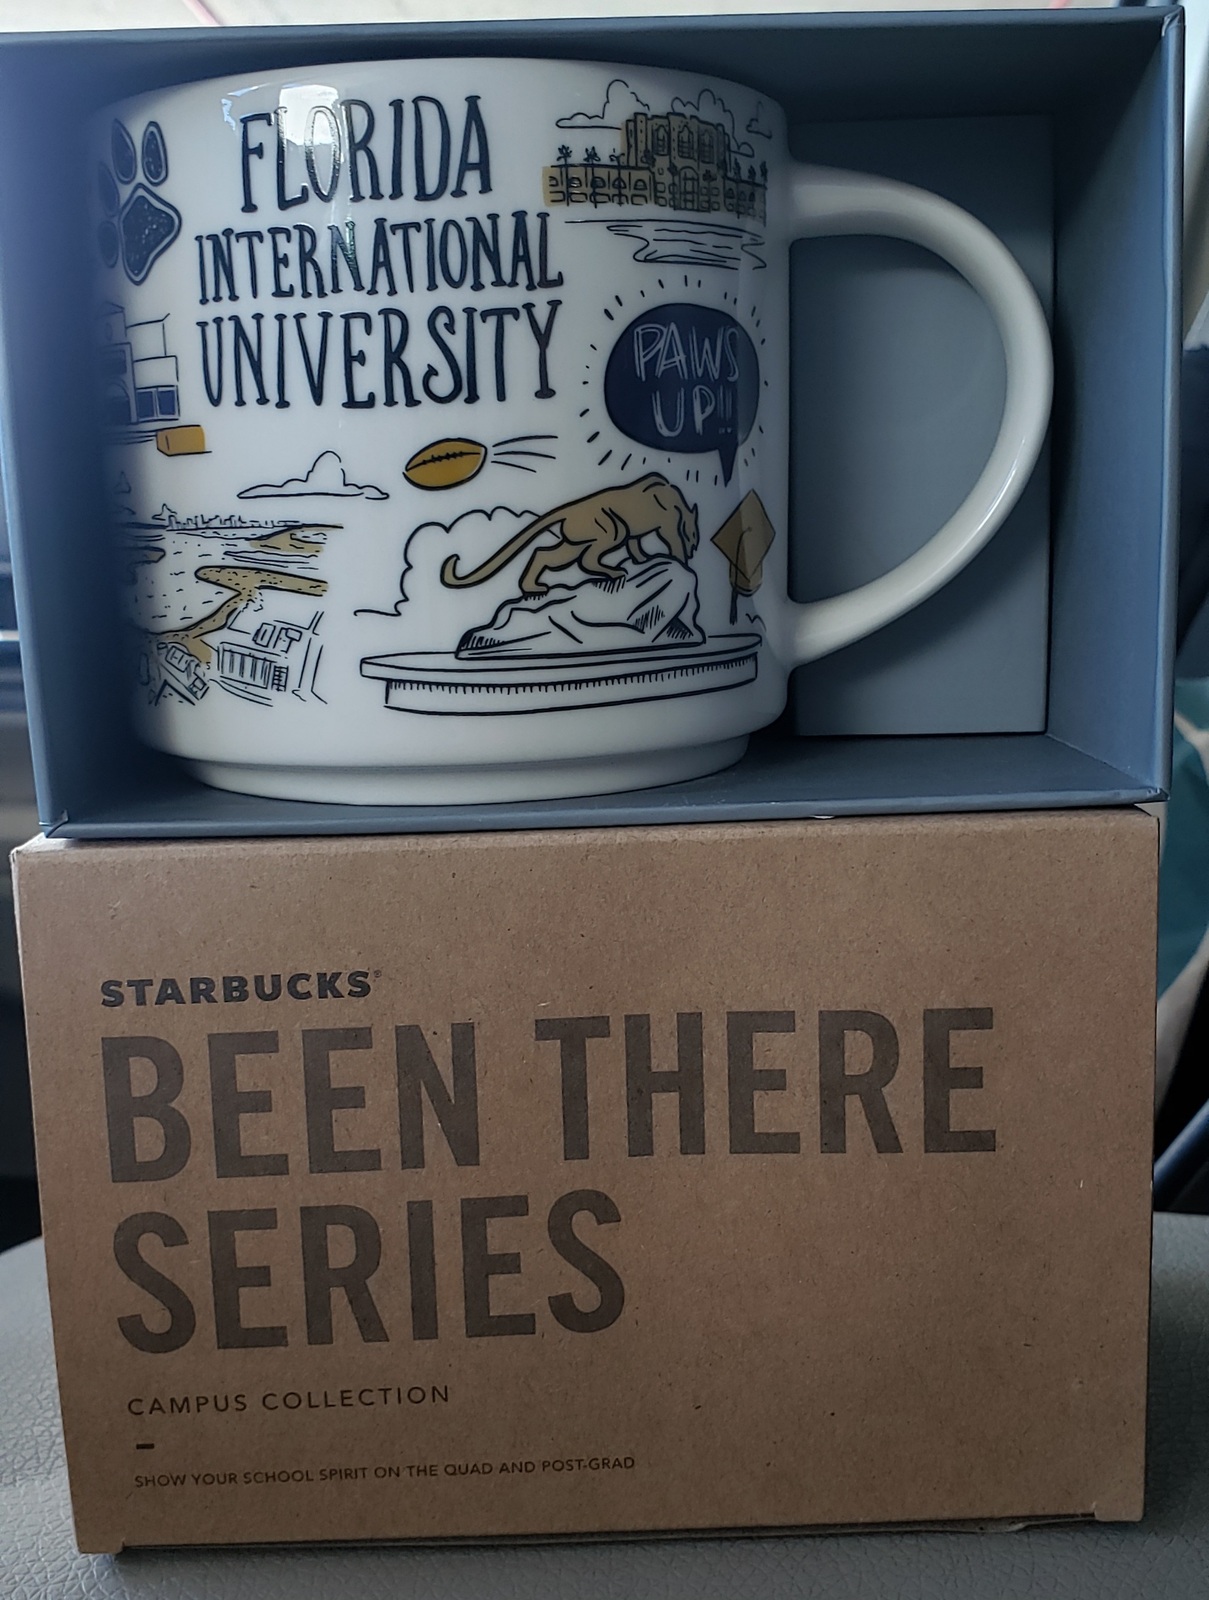 FLORIDA
INTERNATIONAL
UNIVERSITY
PAWS
UP!!
STARBUCKS®
BEEN THERE
SERIES
CAMPUS COLLECTION
SHOW YOUR SCHOOL SPIRIT ON THE QUAD AND POST-GRAD